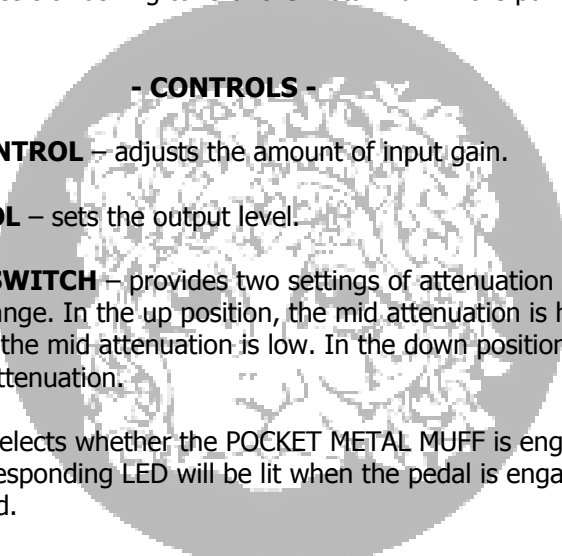 - CONTROLS -
NTROL – adjusts the amount of input gain.
OL – sets the output level.
SWITCH – provides two settings of attenuation
ange. In the up position, the mid attenuation is h
the mid attenuation is low. In the down position
ttenuation.
elects whether the POCKET METAL MUFF is eng
esponding LED will be lit when the pedal is enga
d.